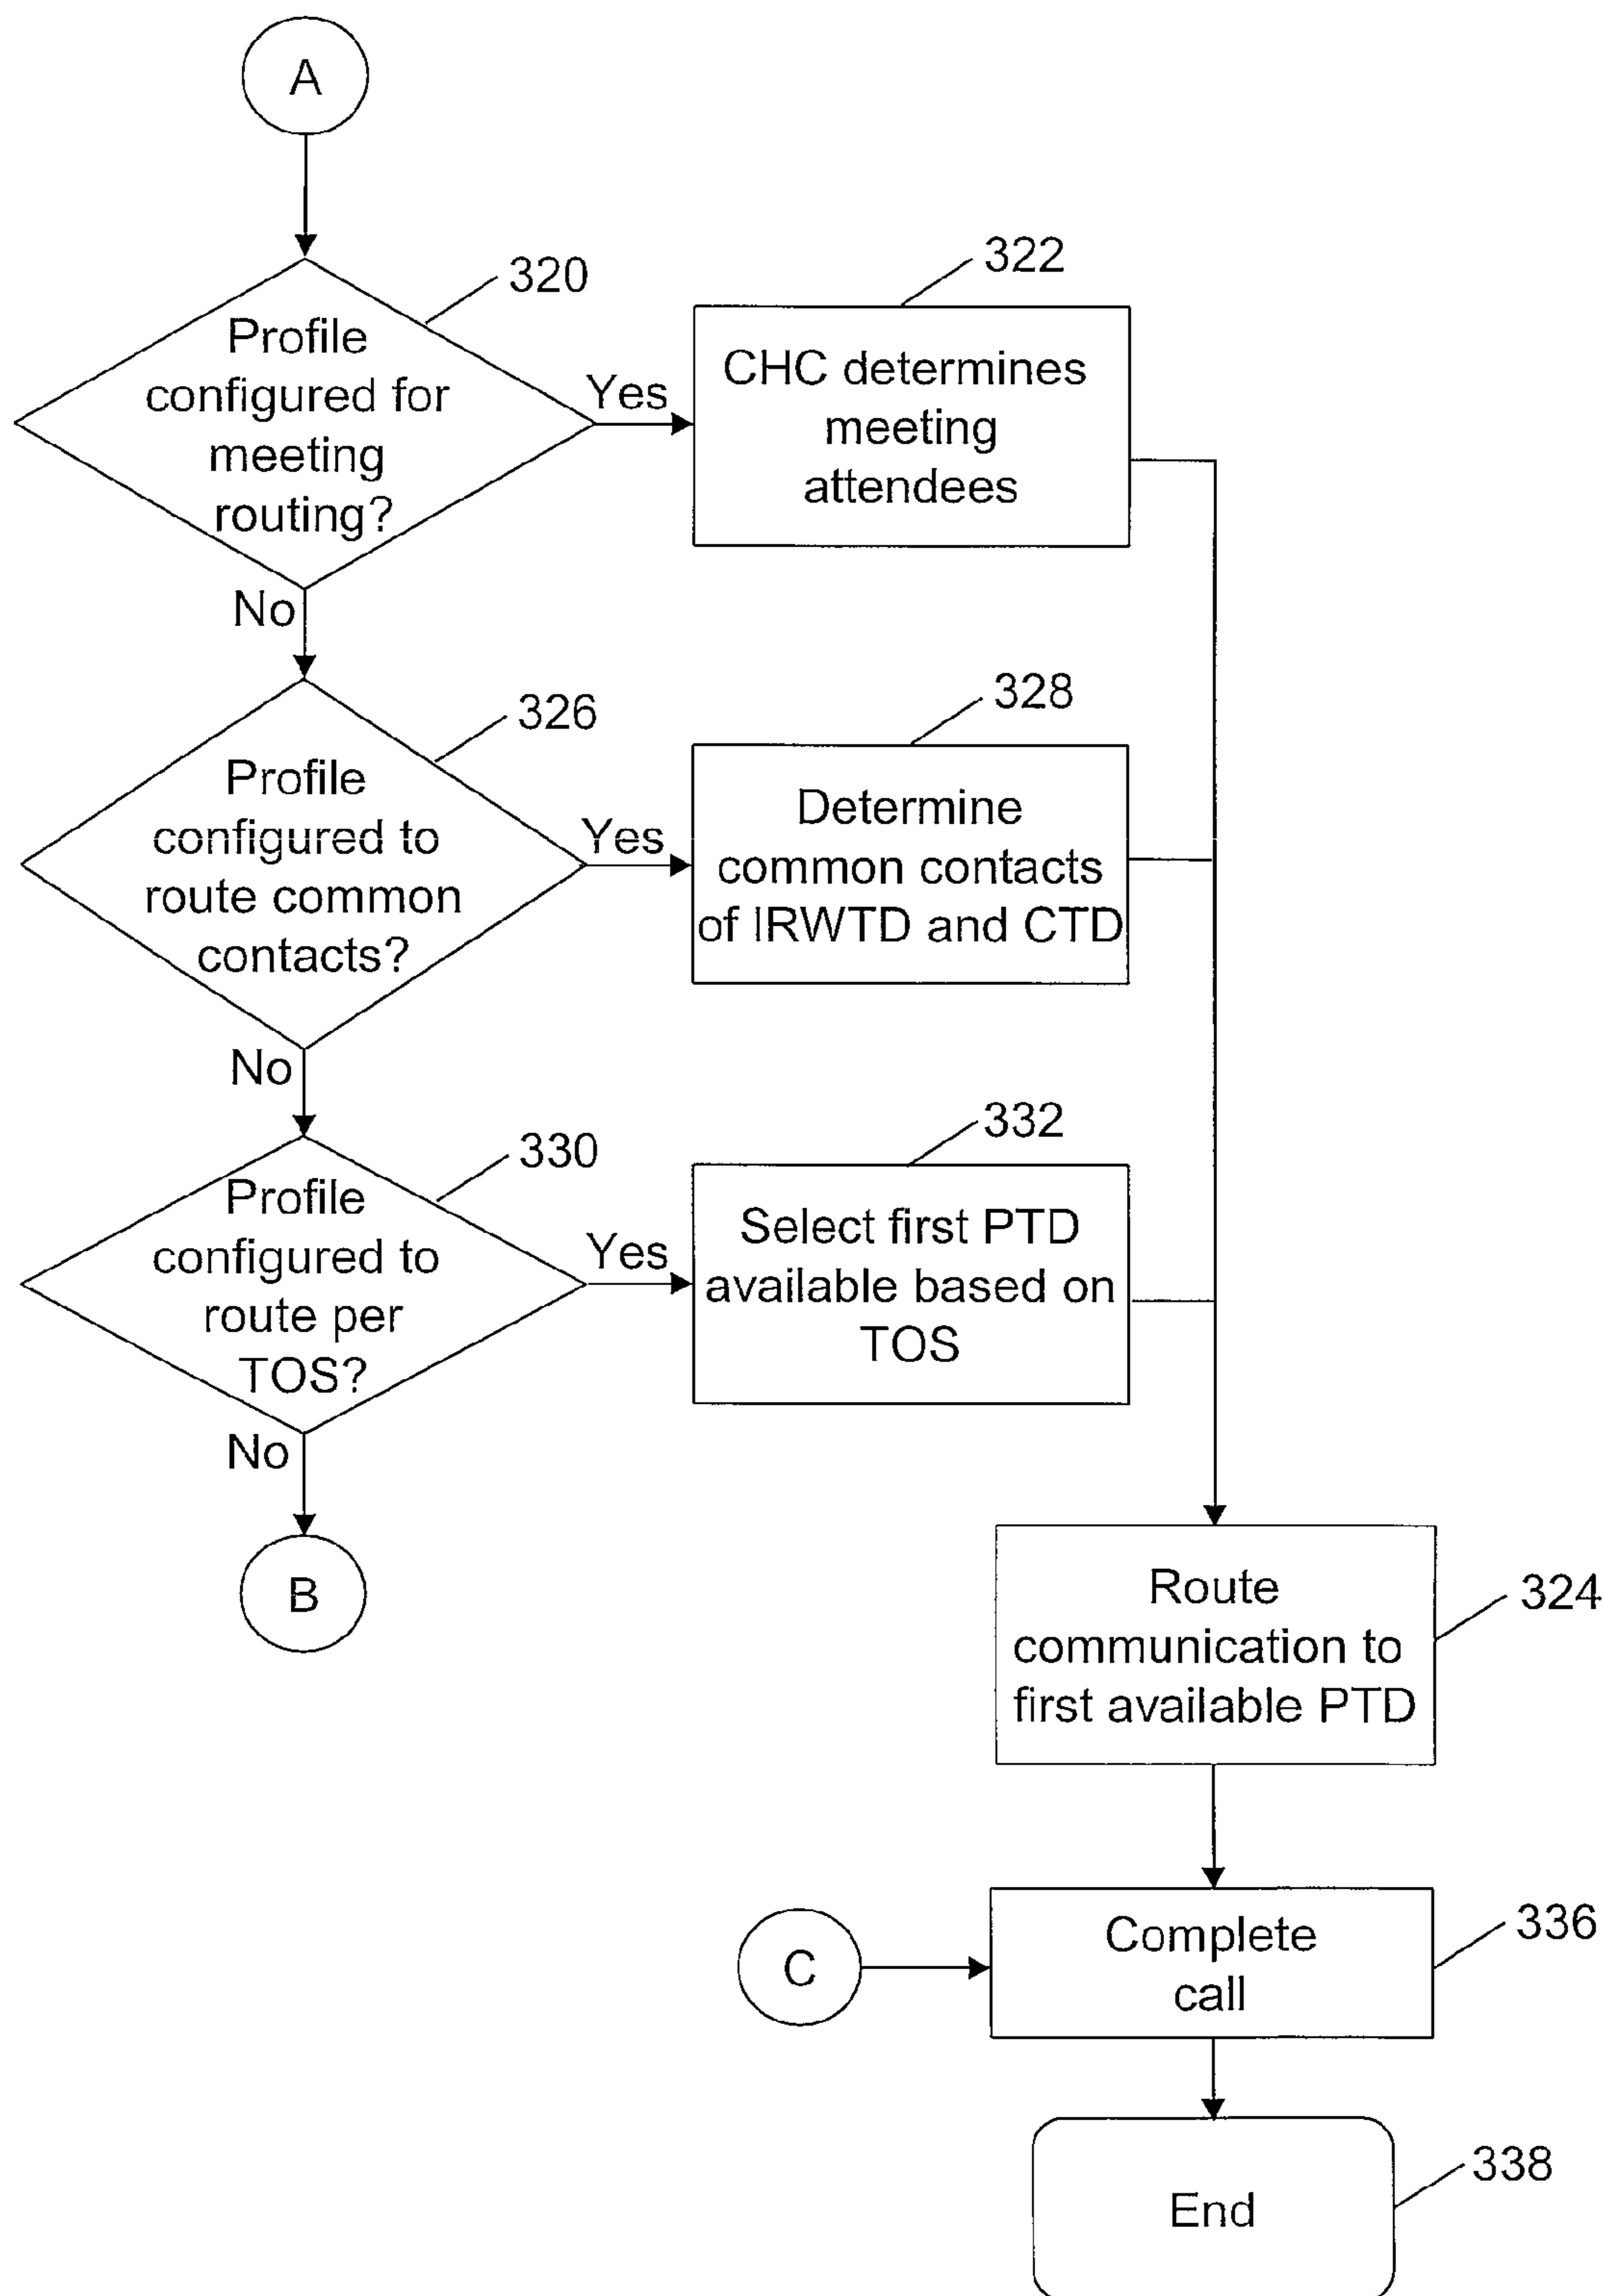 A
320
Profile
configured for
meeting
routing?
Yes
322
CHC determines
meeting
attendees
No
326
Profile
configured to
route common
contacts?
Yes
328
Determine
common contacts
of IRWTD and CTD
No
330
Profile
configured to
route per
TOS?
Yes
332
Select first PTD
available based on
TOS
No
B
Route
communication to
first available PTD
324
C
Complete
call
336
End
338